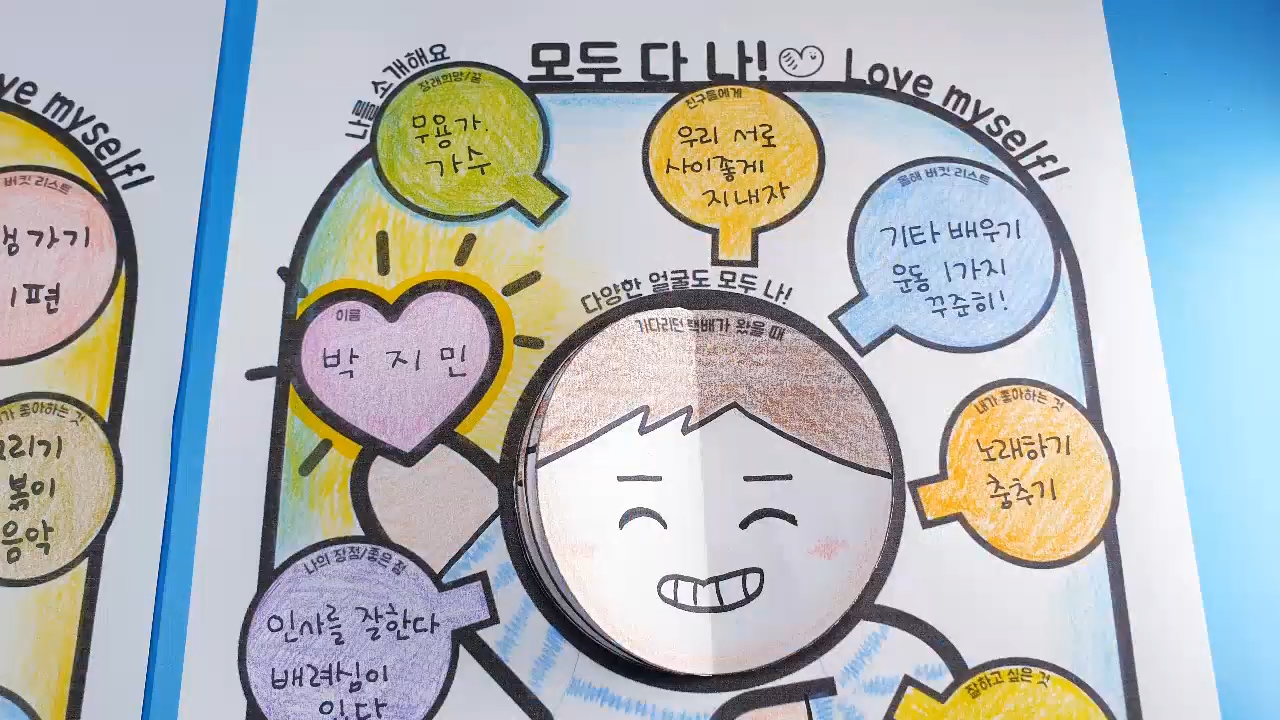 나를 소개해요
모두 다 나!
Love myself!
장래희망/꿈
무용가.
가수
친구들에게
우리 서로
사이좋게
지내자
올해 버킷 리스트
기타 배우기
운동 1가지
꾸준히!
이름
박 지 민
다양한 얼굴도 모두 나!
기다리던 택배가 왔을 때
내가 좋아하는 것
노래하기
춤추기
나의 장점/좋은 점
인사를 잘한다
배려심이
있다
잘하고 싶은 것
myself!
버킷 리스트
가기
1편
좋아하는 것
음악